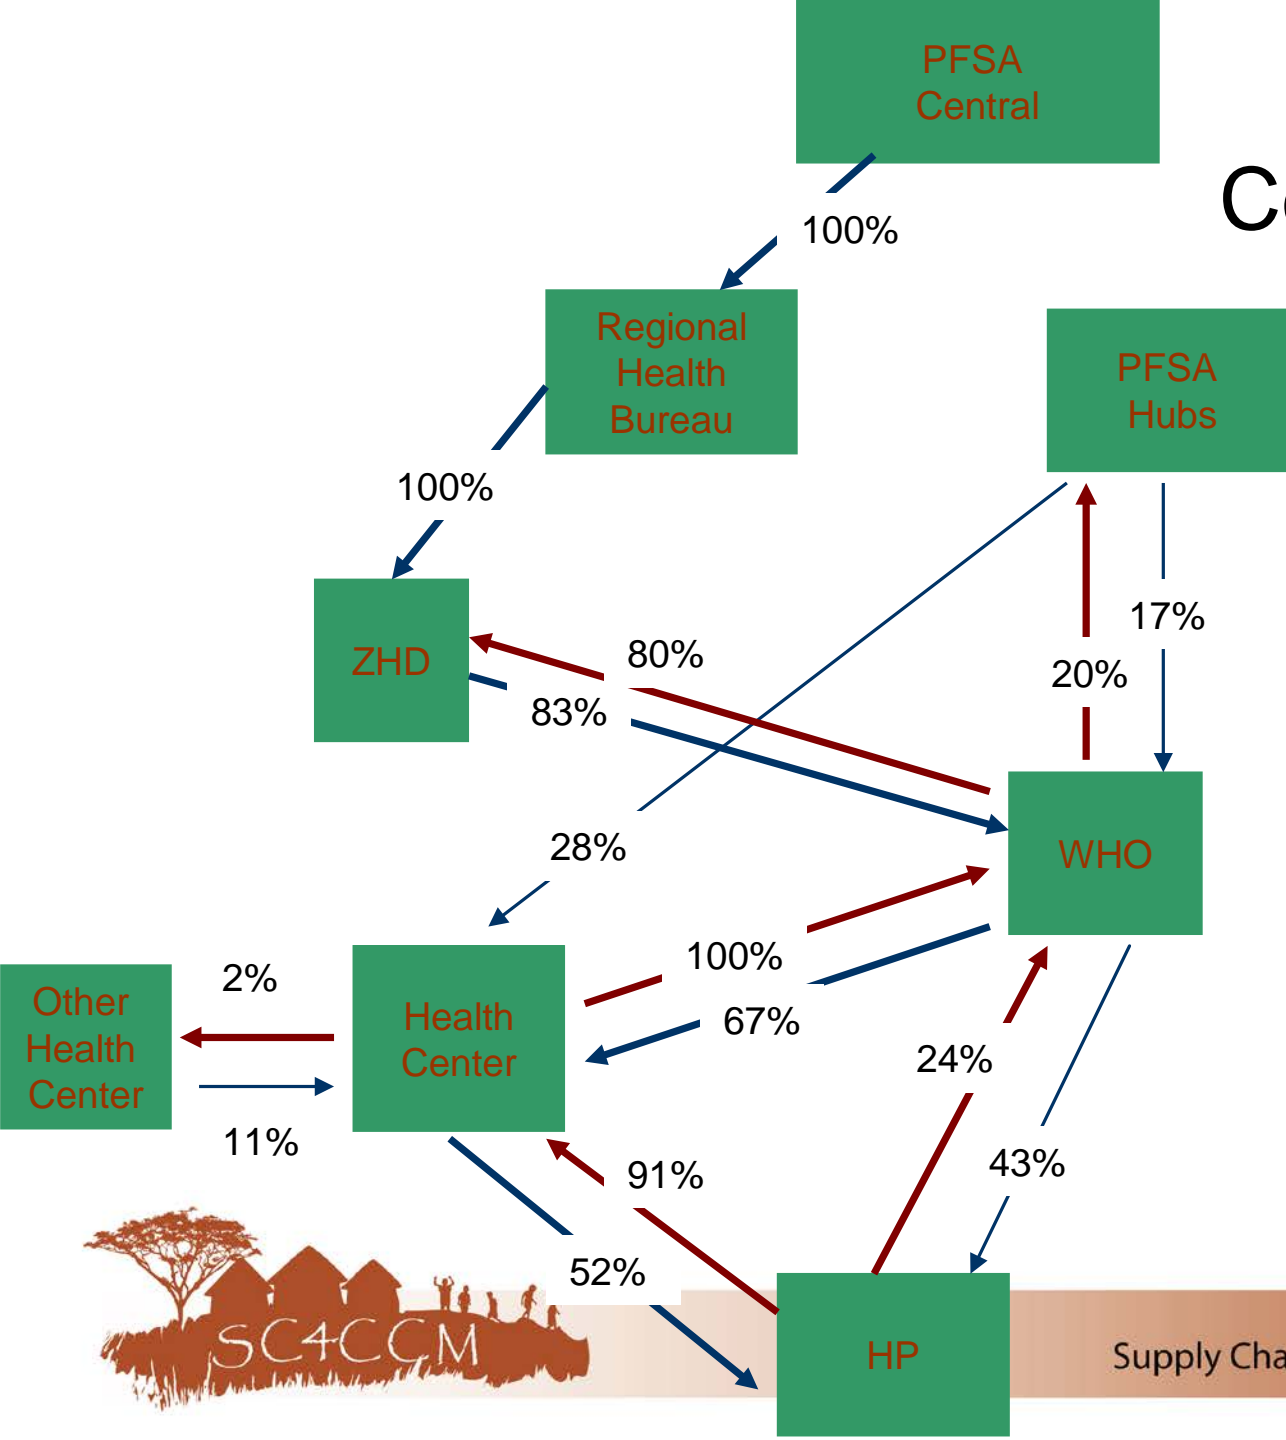 PFSA
Central
100%
Regional
Health
Bureau
PFSA
Hubs
100%
ZHD
80%
83%
17%
20%
28%
WHO
100%
67%
2%
Other
Health
Center
11%
Health
Center
24%
43%
91%
52%
SC4CCM
HP
Supply